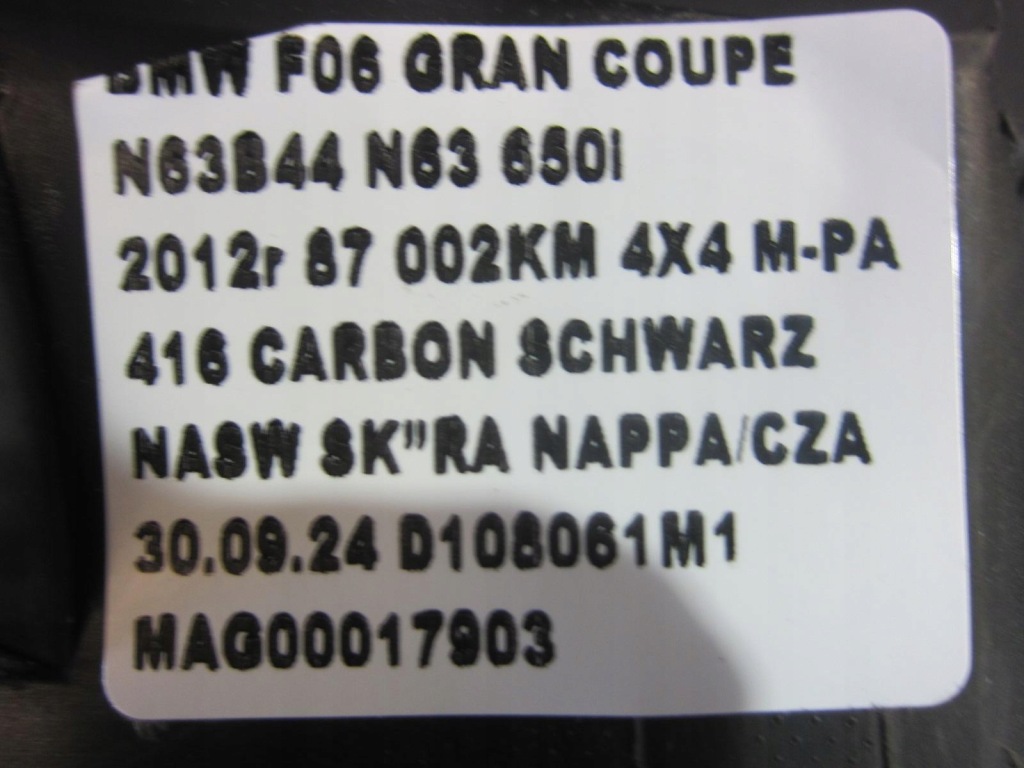 BMW F06 GRAN COUPE
N63B44 N63 650i
2012r 87 002KM 4X4 M-PA
416 CARBON SCHWARZ
NASW SK"RA NAPPA/CZA
30.09.24 D108061M1
MAG00017903